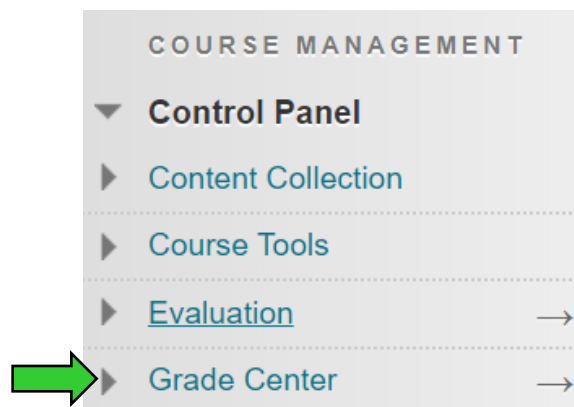 COURSE MANAGEMENT
Control Panel
Content Collection
Course Tools
Evaluation
Grade Center